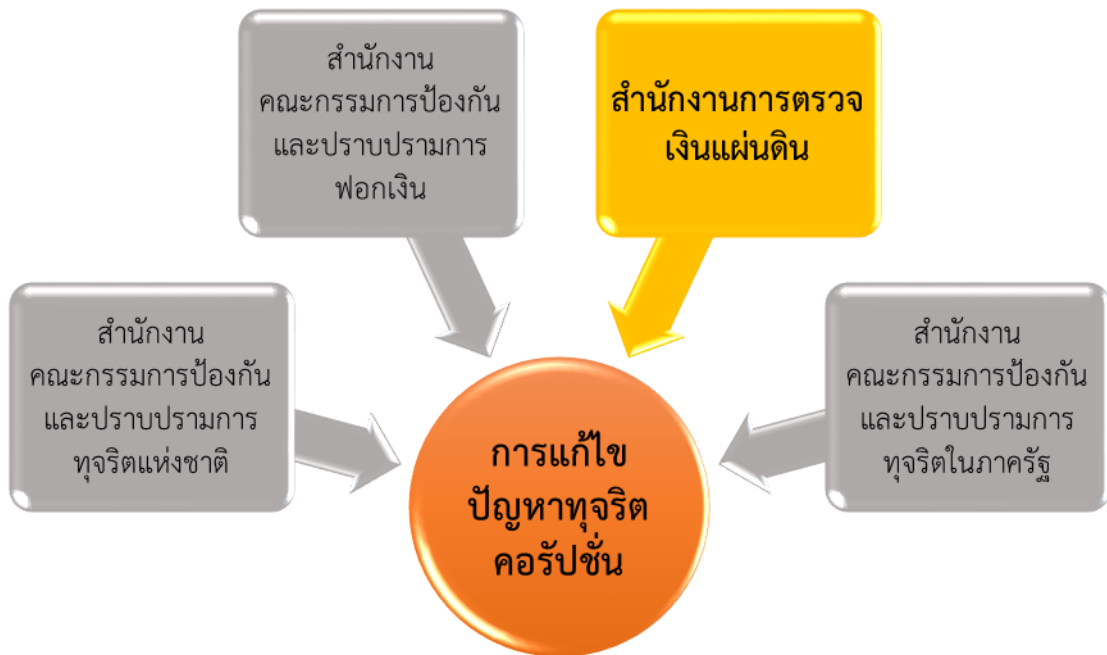 สำนักงาน
คณะกรรมการป้องกัน
และปราบปรามการ
ฟอกเงิน
สำนักงานการตรวจ
เงินแผ่นดิน
สำนักงาน
คณะกรรมการป้องกัน
และปราบปรามการ
ทุจริตแห่งชาติ
สำนักงาน
คณะกรรมการป้องกัน
และปราบปรามการ
ทุจริตในภาครัฐ
การแก้ไข
ปัญหาทุจริต
คอรัปชั่น